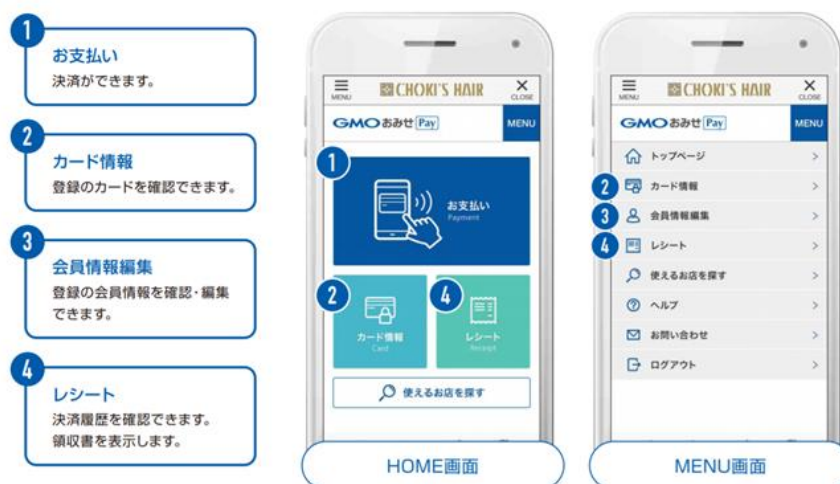 1
お支払い
決済ができます。
2
カード情報
登録のカードを確認できます。
3
会員情報編集
登録の会員情報を確認・編集
できます。
4
レシート
決済履歴を確認できます。
領収書を表示します。
MENU
CHOKI'S HAIR
CLOSE
GMOおみせPay
MENU
1
お支払い
Payment
2
カード情報
Card
4
レシート
Receipt
使えるお店を探す
HOME画面
MENU
CHOKI'S HAIR
CLOSE
GMOおみせPay
MENU
トップページ
2 カード情報
3 会員情報編集
4 レシート
使えるお店を探す
ヘルプ
お問い合わせ
ログアウト
MENU画面